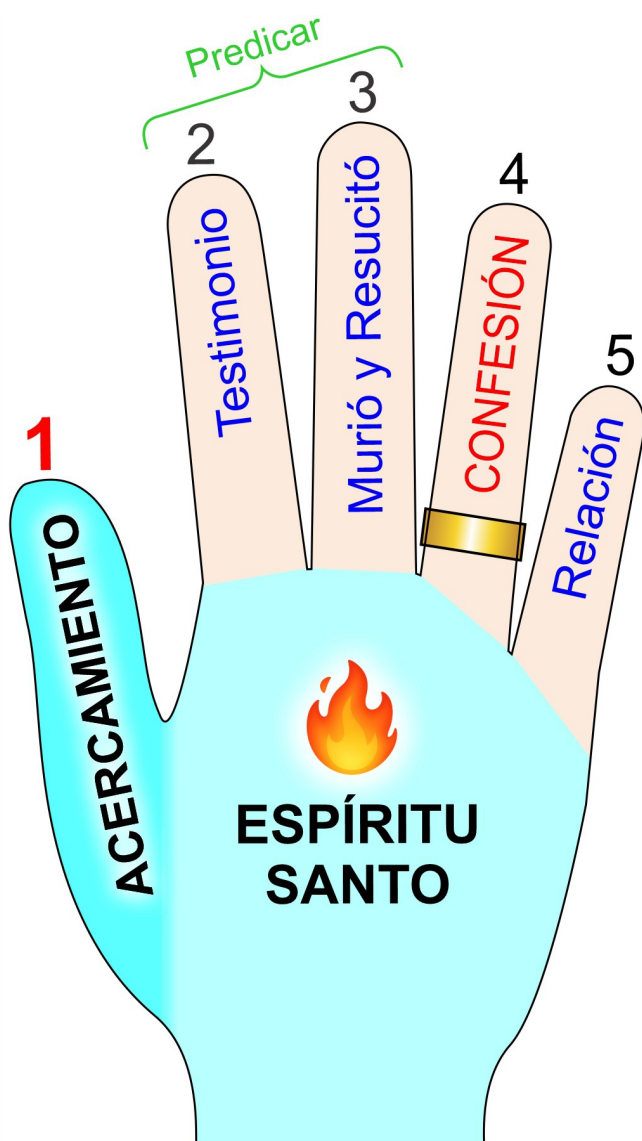 Predicar
1
ACERCAMIENTO
2
Testimonio
3
Murió y Resucitó
4
CONFESIÓN
5
Relación
ESPÍRITU
SANTO